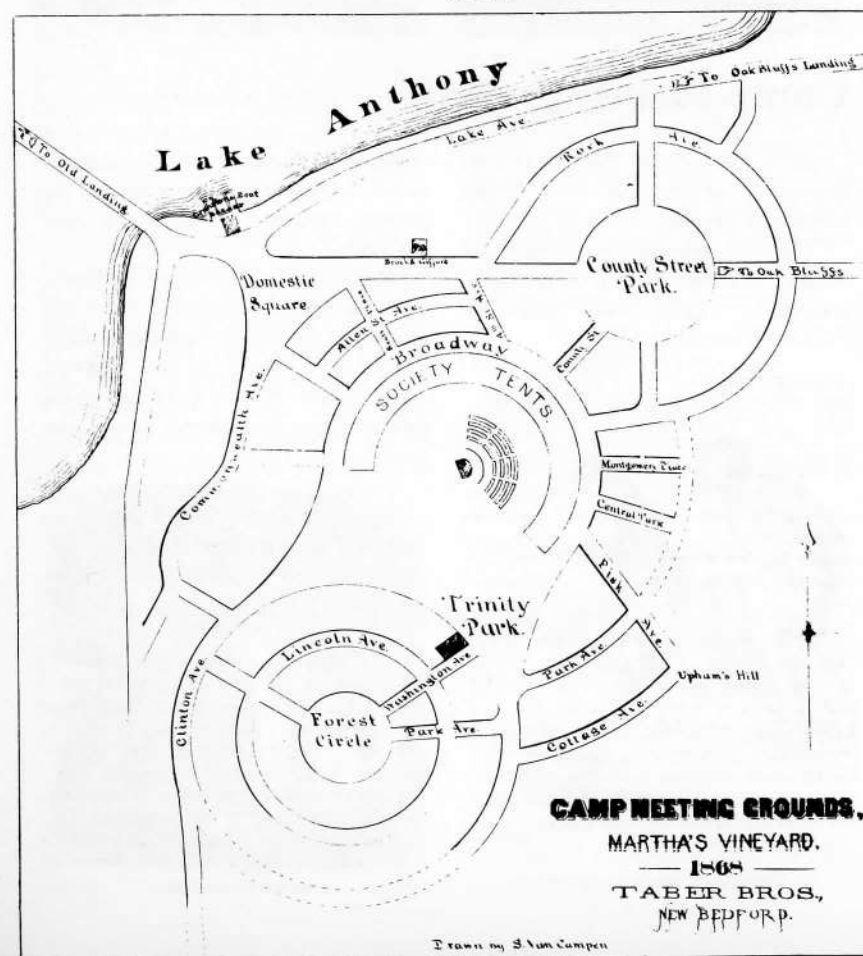 Lake Anthony
To Oak Bluffs Landing
Lake Ave
Rock Ave.
To Old Landing
Domestic
Square.
County Street
Park.
To Oak Bluffs
Allen St Ave.
Broadway
County St
SOCIETY TENTS.
Commonwealth Ave.
Montgomery Place
Central Park
Pisk Ave
Trinity
Park.
Lincoln Ave.
Washington Ave
Park Ave.
Upham's Hill
Clinton Ave.
Forest
Circle
Park Ave.
Cottage Ave.
CAMP MEETING GROUNDS,
MARTHA'S VINEYARD.
1868
TABER BROS.,
NEW BEDFORD.
Drawn by S. Van Campen